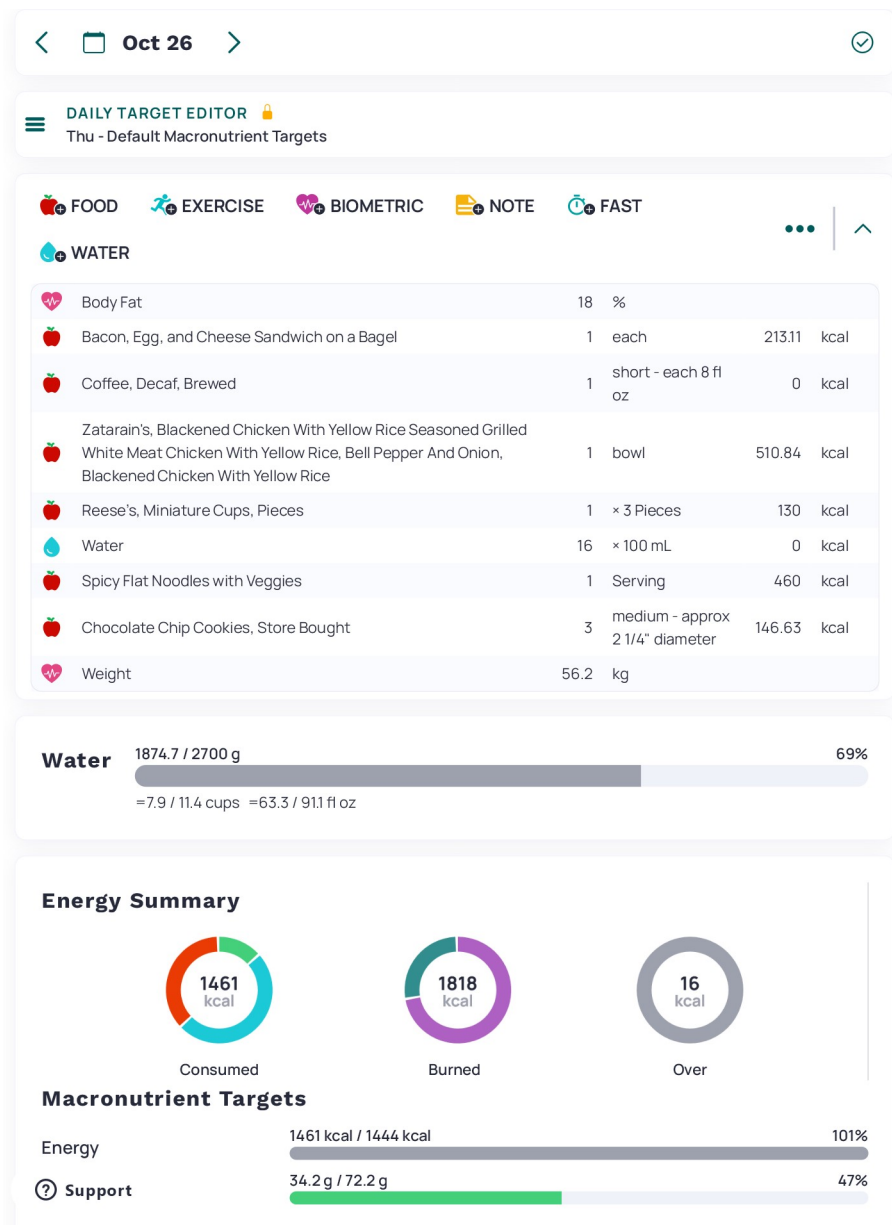 Oct 26
DAILY TARGET EDITOR
Thu - Default Macronutrient Targets
FOOD EXERCISE BIOMETRIC NOTE FAST
WATER
Body Fat 18 %
Bacon, Egg, and Cheese Sandwich on a Bagel 1 each 213.11 kcal
Coffee, Decaf, Brewed 1 short - each 8 fl oz 0 kcal
Zatarain's, Blackened Chicken With Yellow Rice Seasoned Grilled
White Meat Chicken With Yellow Rice, Bell Pepper And Onion,
Blackened Chicken With Yellow Rice
1 bowl 510.84 kcal
Reese's, Miniature Cups, Pieces 1 × 3 Pieces 130 kcal
Water 16 × 100 mL 0 kcal
Spicy Flat Noodles with Veggies 1 Serving 460 kcal
Chocolate Chip Cookies, Store Bought 3 medium - approx 2 1/4" diameter 146.63 kcal
Weight 56.2 kg
Water 1874.7 / 2700 g 69%
=7.9 / 11.4 cups =63.3 / 91.1 fl oz
Energy Summary
1461 kcal
1818 kcal
16 kcal
Consumed Burned Over
Macronutrient Targets
Energy 1461 kcal / 1444 kcal 101%
Support 34.2 g / 72.2 g 47%